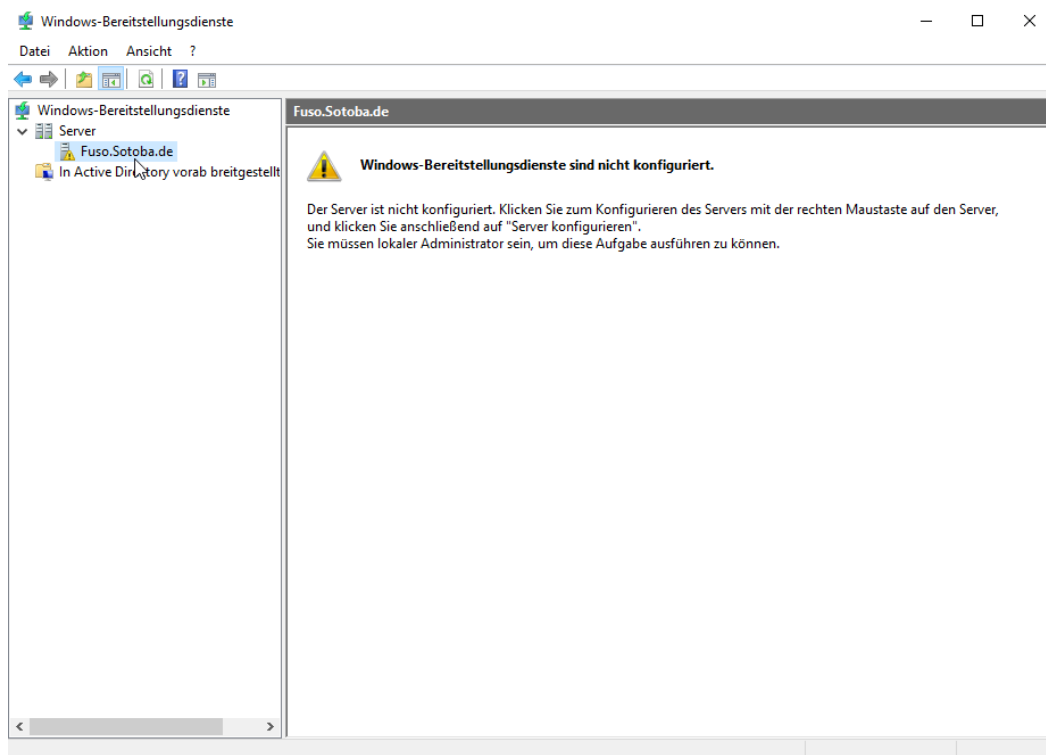 Windows-Bereitstellungsdienste
Datei Aktion Ansicht ?
Windows-Bereitstellungsdienste
Server
Fuso.Sotoba.de
In Active Directory vorab breitgestellt
Fuso.Sotoba.de
Windows-Bereitstellungsdienste sind nicht konfiguriert.
Der Server ist nicht konfiguriert. Klicken Sie zum Konfigurieren des Servers mit der rechten Maustaste auf den Server,
und klicken Sie anschließend auf "Server konfigurieren".
Sie müssen lokaler Administrator sein, um diese Aufgabe ausführen zu können.